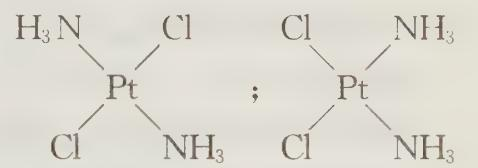 H₃N Cl Cl NH₃
Pt ; Pt
Cl NH₃ Cl NH₃